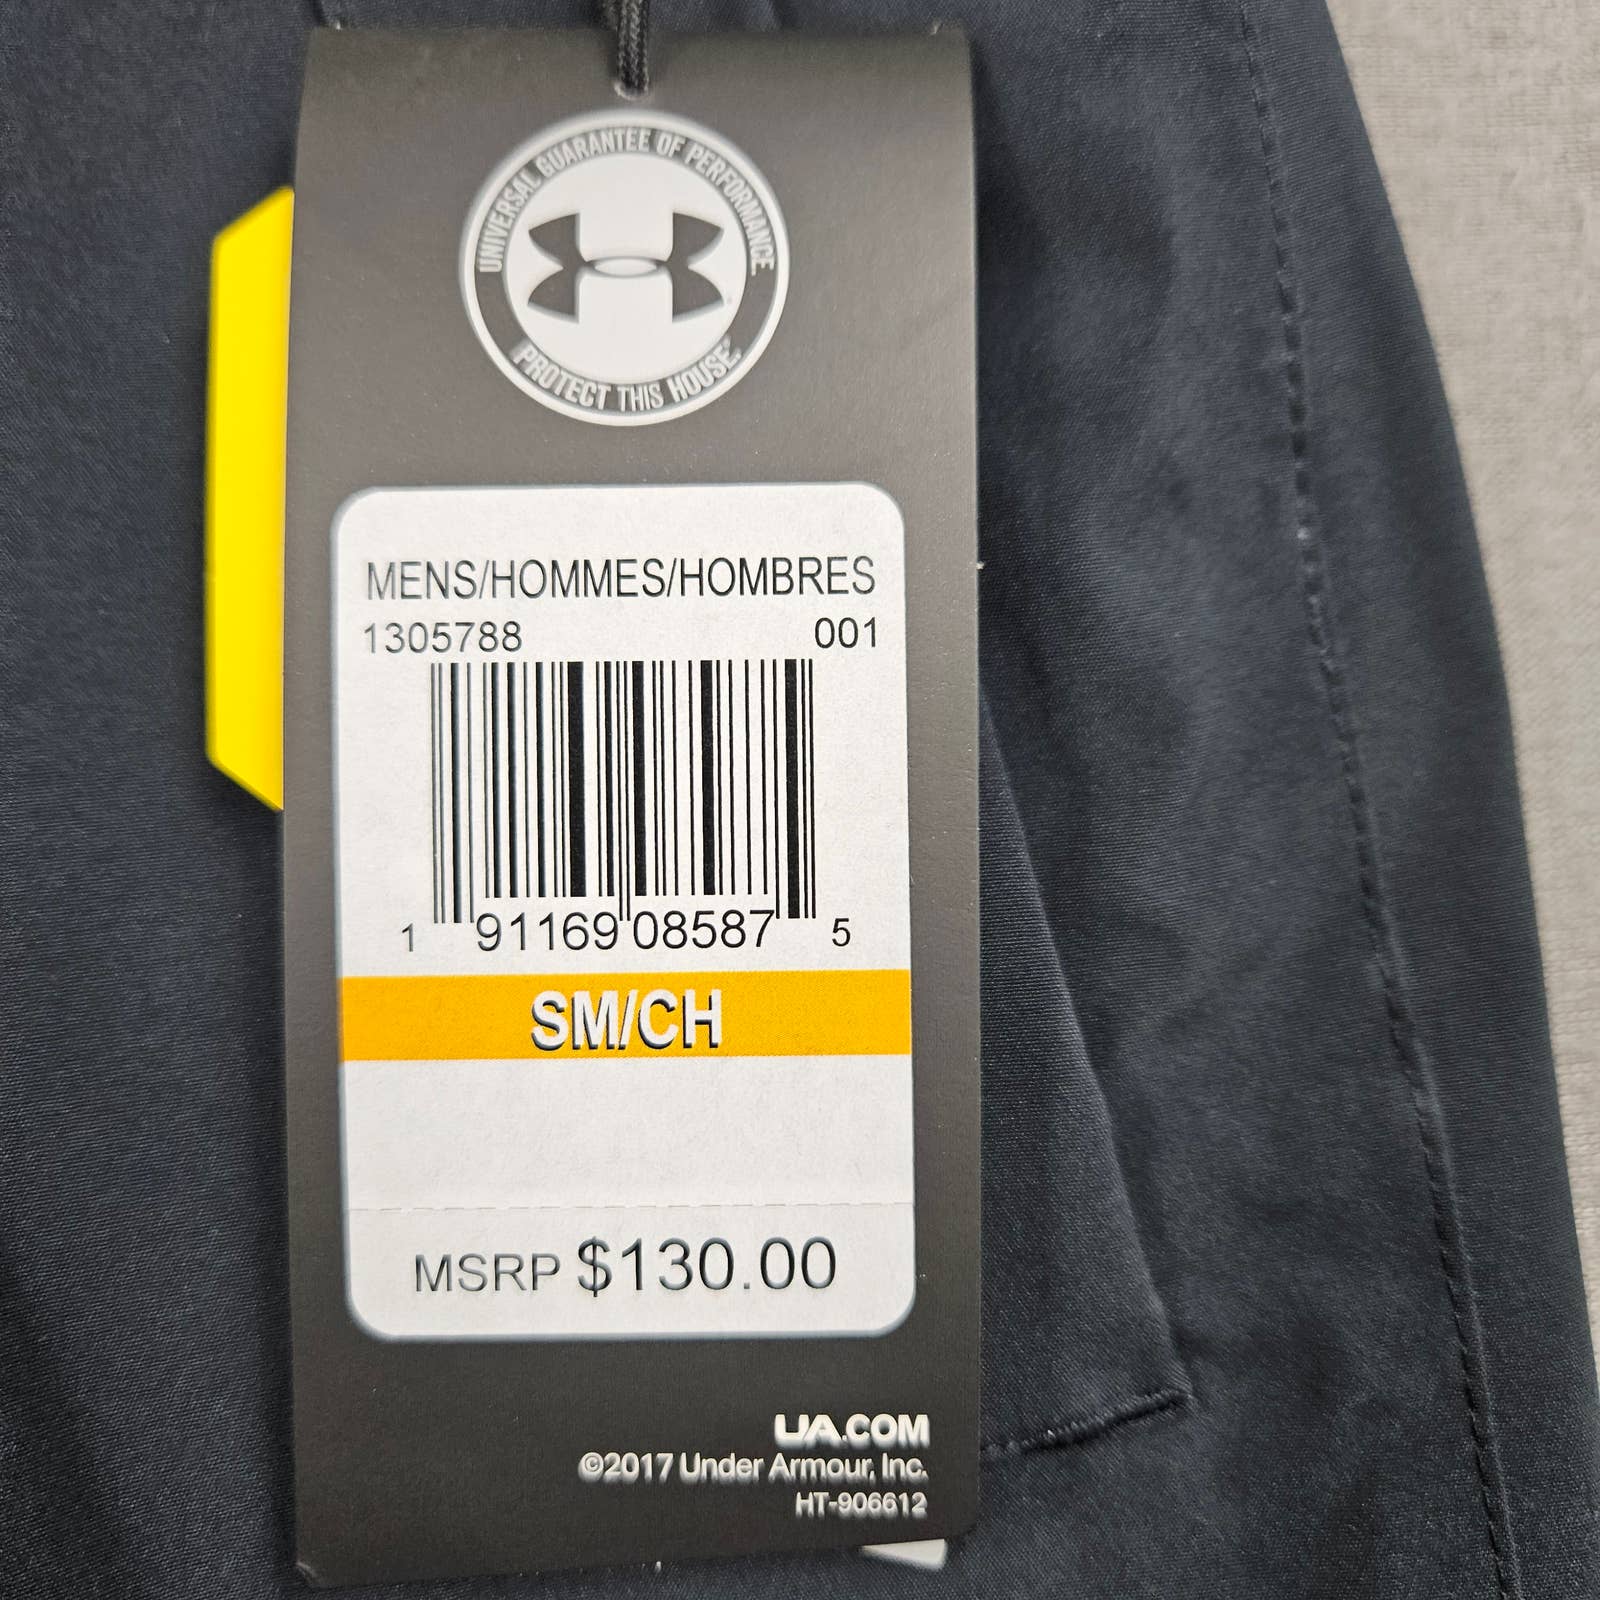 UNIVERSAL GUARANTEE OF PERFORMANCE.
PROTECT THIS HOUSE.
MENS/HOMMES/HOMBRES
1305788 001
1 91169 08587 5
SM/CH
MSRP $130.00
UA.COM
©2017 Under Armour, Inc.
HT-906612